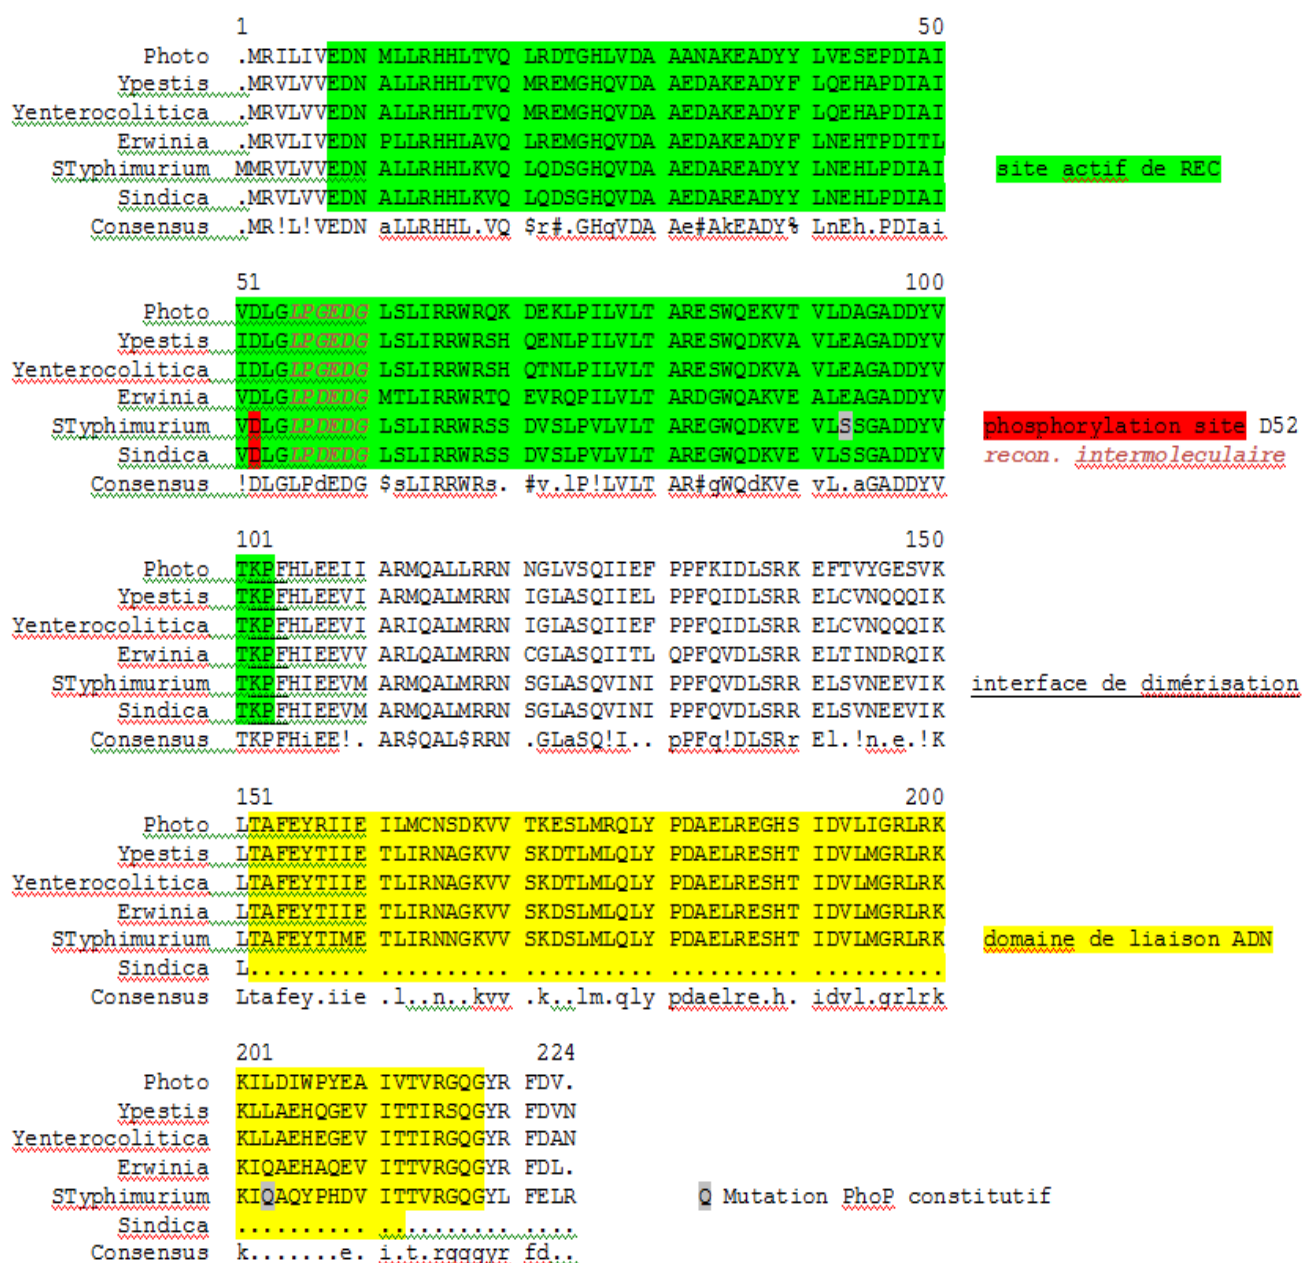 1 50
Photo .MRILIVEDN MLLRHHLTVQ LRDTGHLVDA AANAKEADYY LVESEPDIAI
Ypestis .MRVLVVEDN ALLRHHLTVQ MREMGHQVDA AEDAKEADYF LQEHAPDIAI
Yenterocolitica .MRVLVVEDN ALLRHHLTVQ MREMGHQVDA AEDAKEADYF LQEHAPDIAI
Erwinia .MRVLIVEDN PLLRHHLAVQ LREMGHQVDA AEDAKEADYF LNEHTPDITL
STyphimurium MMRVLVVEDN ALLRHHLKVQ LQDSGHQVDA AEDAREADYY LNEHLPDIAI
site actif de REC
Sindica .MRVLVVEDN ALLRHHLKVQ LQDSGHQVDA AEDAREADYY LNEHLPDIAI
Consensus .MR!L!VEDN aLLRHHL.VQ $r#.GHqVDA Ae#AkEADY% LnEh.PDIai
51 100
Photo VDLGLPGEDG LSLIRRWRQK DEKLPILVLT ARESWQEKVT VLDAGADDYV
Ypestis IDLGLPGEDG LSLIRRWRSH QENLPILVLT ARESWQDKVA VLEAGADDYV
Yenterocolitica IDLGLPGEDG LSLIRRWRSH QTNLPILVLT ARESWQDKVA VLEAGADDYV
Erwinia VDLGLPDEDG MTLIRRWRTQ EVRQPILVLT ARDGWQAKVE ALEAGADDYV
STyphimurium VDLGLPDEDG LSLIRRWRSS DVSLPVLVLT AREGWQDKVE VLSSGADDYV phosphorylation site D52
Sindica VDLGLPDEDG LSLIRRWRSS DVSLPVLVLT AREGWQDKVE VLSSGADDYV recon. intermoleculaire
Consensus !DLGLPdEDG $sLIRRWRs. #v.lP!LVLT AR#gWQdKVe vL.aGADDYV
101 150
Photo TKPFHLEEII ARMQALLRRN NGLVSQIIEF PPFKIDLSRK EFTVYGESVK
Ypestis TKPFHLEEVI ARMQALMRRN IGLASQIIEL PPFQIDLSRR ELCVNQQQIK
Yenterocolitica TKPFHLEEVI ARIQALMRRN IGLASQIIEF PPFQIDLSRR ELCVNQQQIK
Erwinia TKPFHIEEVV ARLQALMRRN CGLASQIITL QPFQVDLSRR ELTINDRQIK
STyphimurium TKPFHIEEVM ARMQALMRRN SGLASQVINI PPFQVDLSRR ELSVNEEVIK interface de dimérisation
Sindica TKPFHIEEVM ARMQALMRRN SGLASQVINI PPFQVDLSRR ELSVNEEVIK
Consensus TKPFHiEE!. AR$QAL$RRN .GLaSQ!I.. pPFq!DLSRr El.!n.e.!K
151 200
Photo LTAFEYRIIE ILMCNSDKVV TKESLMRQLY PDAELREGHS IDVLIGRLRK
Ypestis LTAFEYTIIE TLIRNAGKVV SKDTLMLQLY PDAELRESHT IDVLMGRLRK
Yenterocolitica LTAFEYTIIE TLIRNAGKVV SKDTLMLQLY PDAELRESHT IDVLMGRLRK
Erwinia LTAFEYTIIE TLIRNAGKVV SKDSLMLQLY PDAELRESHT IDVLMGRLRK
STyphimurium LTAFEYTIME TLIRNNGKVV SKDSLMLQLY PDAELRESHT IDVLMGRLRK domaine de liaison ADN
Sindica L......... .......... .......... .......... ..........
Consensus Ltafey.iie .l..n..kvv .k..lm.qly pdaelre.h. idvl.grlrk
201 224
Photo KILDIWPYEA IVTVRGQGYR FDV.
Ypestis KLLAEHQGEV ITTIRSQGYR FDVN
Yenterocolitica KLLAEHEGEV ITTIRGQGYR FDAN
Erwinia KIQAEHAQEV ITTVRGQGYR FDL.
STyphimurium KIQAQYPHDV ITTVRGQGYL FELR Q Mutation PhoP constitutif
Sindica .......... .......... ....
Consensus k.......e. i.t.rgqgyr fd..